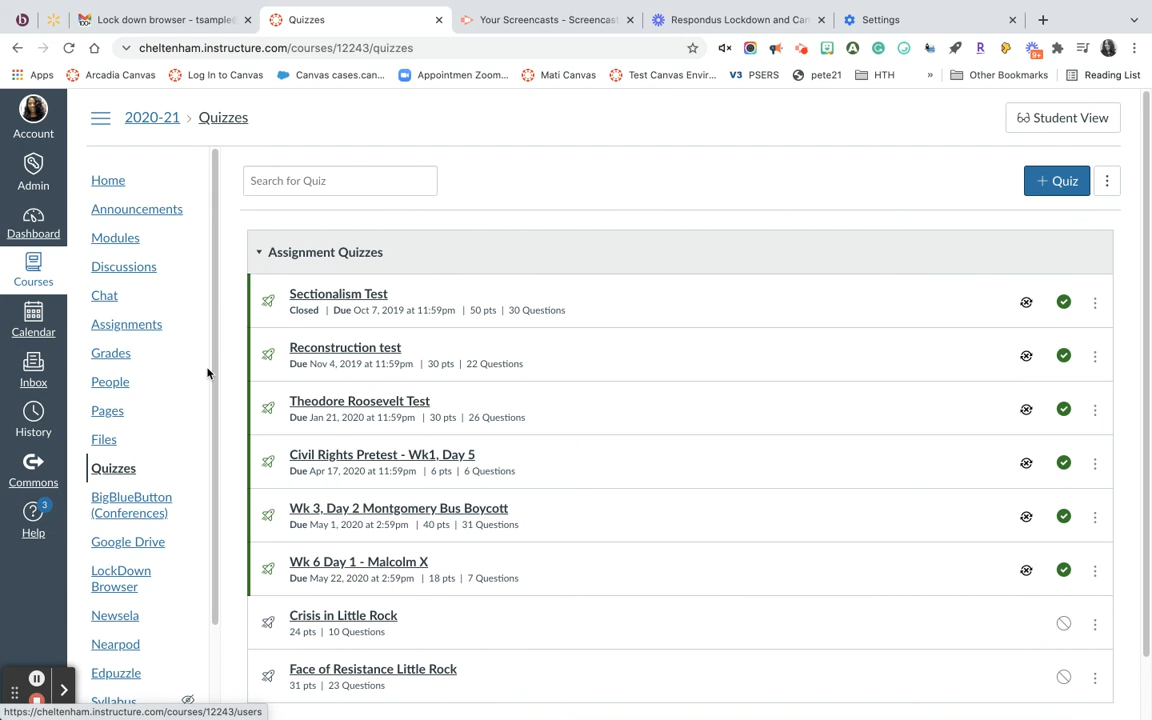 Lock down browser - tsample
Quizzes
Your Screencasts - Screencast
Respondus Lockdown and Can
Settings
cheltenham.instructure.com/courses/12243/quizzes
9+
Apps
Arcadia Canvas
Log In to Canvas
Canvas cases.can...
Appointmen Zoom...
Mati Canvas
Test Canvas Envir...
V3 PSERS
pete21
HTH
»
Other Bookmarks
Reading List
Account
Admin
Dashboard
Courses
Calendar
Inbox
History
Commons
3
Help
2020-21 › Quizzes
Student View
Home
Announcements
Modules
Discussions
Chat
Assignments
Grades
People
Pages
Files
Quizzes
BigBlueButton
(Conferences)
Google Drive
LockDown
Browser
Newsela
Nearpod
Edpuzzle
Syllabus
Search for Quiz
+ Quiz
Assignment Quizzes
Sectionalism Test
Closed | Due Oct 7, 2019 at 11:59pm | 50 pts | 30 Questions
Reconstruction test
Due Nov 4, 2019 at 11:59pm | 30 pts | 22 Questions
Theodore Roosevelt Test
Due Jan 21, 2020 at 11:59pm | 30 pts | 26 Questions
Civil Rights Pretest - Wk1, Day 5
Due Apr 17, 2020 at 11:59pm | 6 pts | 6 Questions
Wk 3, Day 2 Montgomery Bus Boycott
Due May 1, 2020 at 2:59pm | 40 pts | 31 Questions
Wk 6 Day 1 - Malcolm X
Due May 22, 2020 at 2:59pm | 18 pts | 7 Questions
Crisis in Little Rock
24 pts | 10 Questions
Face of Resistance Little Rock
31 pts | 23 Questions
https://cheltenham.instructure.com/courses/12243/users